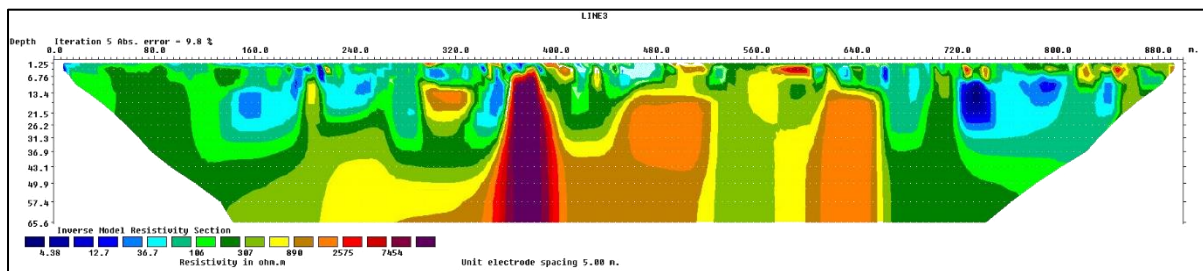 LINE3
Depth Iteration 5 Abs. error = 9.8 %
0.0 80.0 160.0 240.0 320.0 400.0 480.0 560.0 640.0 720.0 800.0 880.0 m.
1.25
6.76
13.4
21.5
26.2
31.3
36.9
43.1
49.9
57.4
65.6
Inverse Model Resistivity Section
4.38 12.7 36.7 106 307 890 2575 7454
Resistivity in ohm.m Unit electrode spacing 5.00 m.